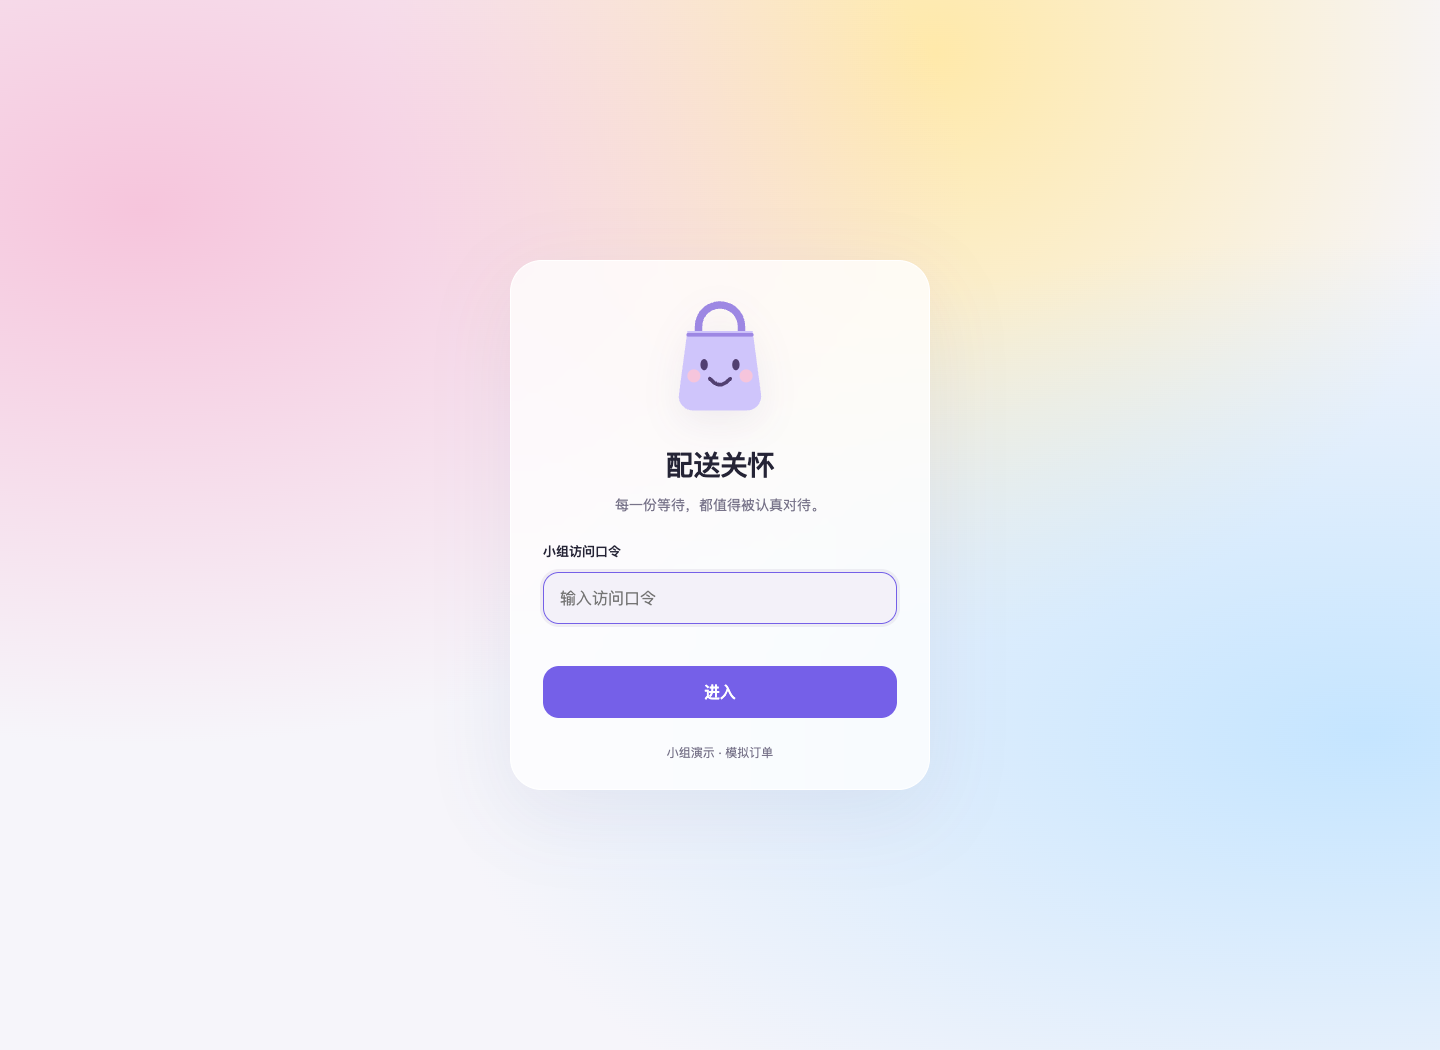 配送关怀
每一份等待，都值得被认真对待。
小组访问口令
输入访问口令
进入
小组演示 · 模拟订单